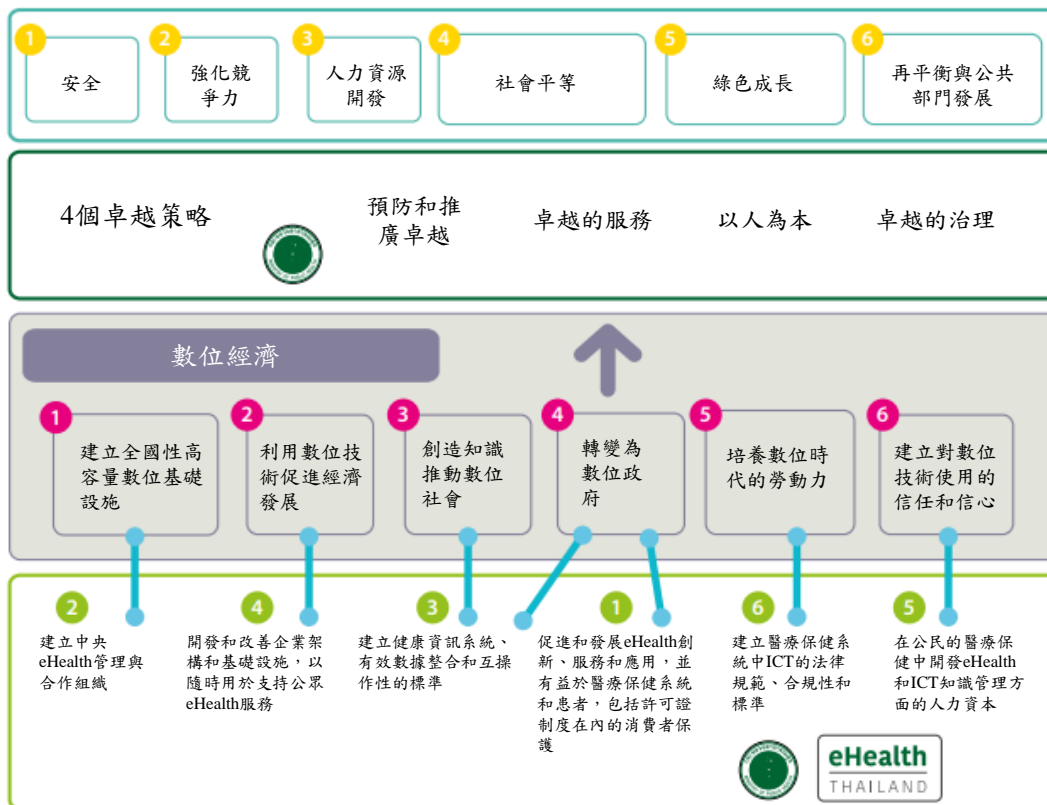 1
安全
2
強化競
爭力
3
人力資源
開發
4
社會平等
5
綠色成長
6
再平衡與公共
部門發展
4個卓越策略
預防和推
廣卓越
卓越的服務
以人為本
卓越的治理
數位經濟
1
建立全國性高
容量數位基礎
設施
2
利用數位技
術促進經濟
發展
3
創造知識
推動數位
社會
4
轉變為
數位政
府
5
培養數位時
代的勞動力
6
建立對數位
技術使用的
信任和信心
2
建立中央
eHealth管理與
合作組織
4
開發和改善企業架
構和基礎設施，以
隨時用於支持公眾
eHealth服務
3
建立健康資訊系統、
有效數據整合和互操
作性的標準
1
促進和發展eHealth創
新、服務和應用，並
有益於醫療保健系統
和患者，包括許可證
制度在內的消費者保
護
6
建立醫療保健系
統中ICT的法律
規範、合規性和
標準
5
在公民的醫療保
健中開發eHealth
和ICT知識管理方
面的人力資本
eHealth
THAILAND